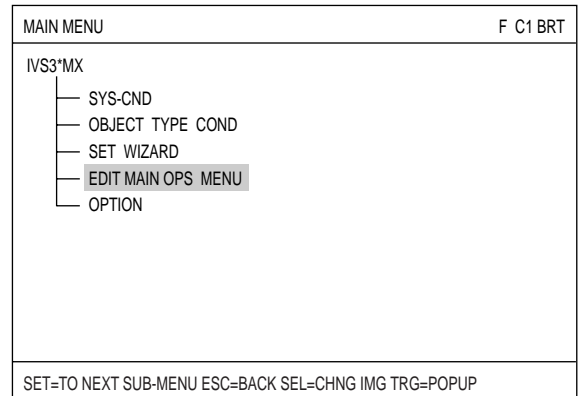 MAIN MENU F C1 BRT
IVS3*MX
SYS-CND
OBJECT TYPE COND
SET WIZARD
EDIT MAIN OPS MENU
OPTION
SET=TO NEXT SUB-MENU ESC=BACK SEL=CHNG IMG TRG=POPUP